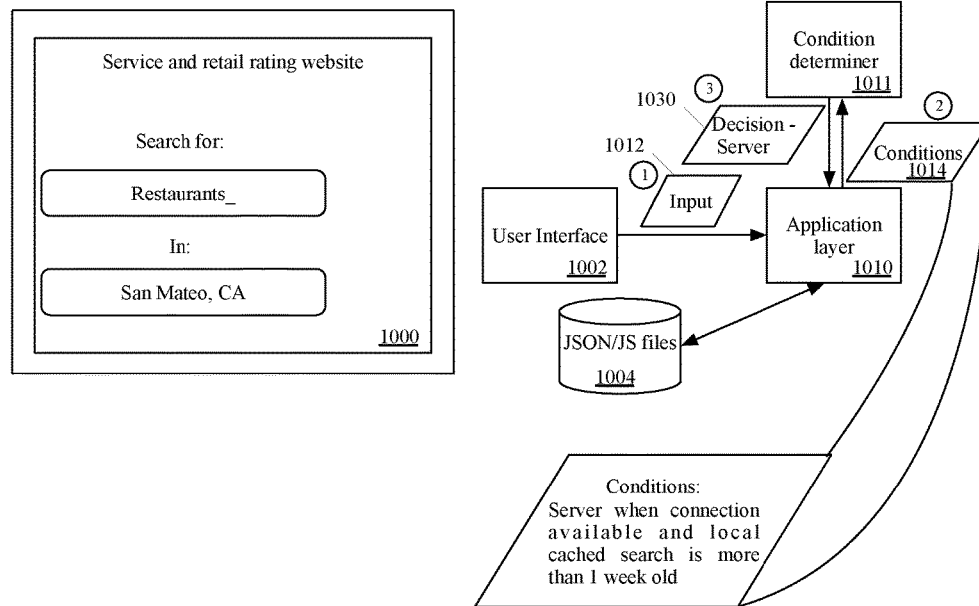 Service and retail rating website
Search for:
Restaurants_
In:
San Mateo, CA
1000
Condition
determiner
1011
3
1030
Decision -
Server
2
1012
Conditions
1014
1
Input
User Interface
1002
Application
layer
1010
JSON/JS files
1004
Conditions:
Server when connection
available and local
cached search is more
than 1 week old